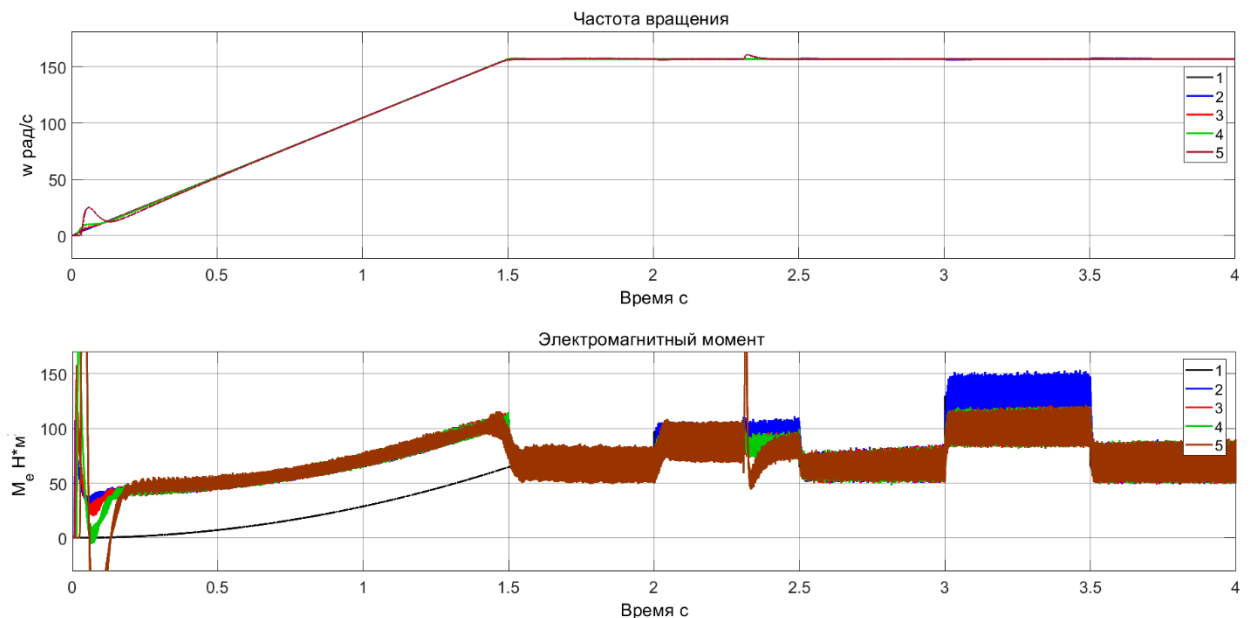 Частота вращения
w рад/с
150
100
50
0
1
2
3
4
5
0 0.5 1 1.5 2 2.5 3 3.5 4
Время с
Электромагнитный момент
M_e Н*м
150
100
50
0
1
2
3
4
5
0 0.5 1 1.5 2 2.5 3 3.5 4
Время с